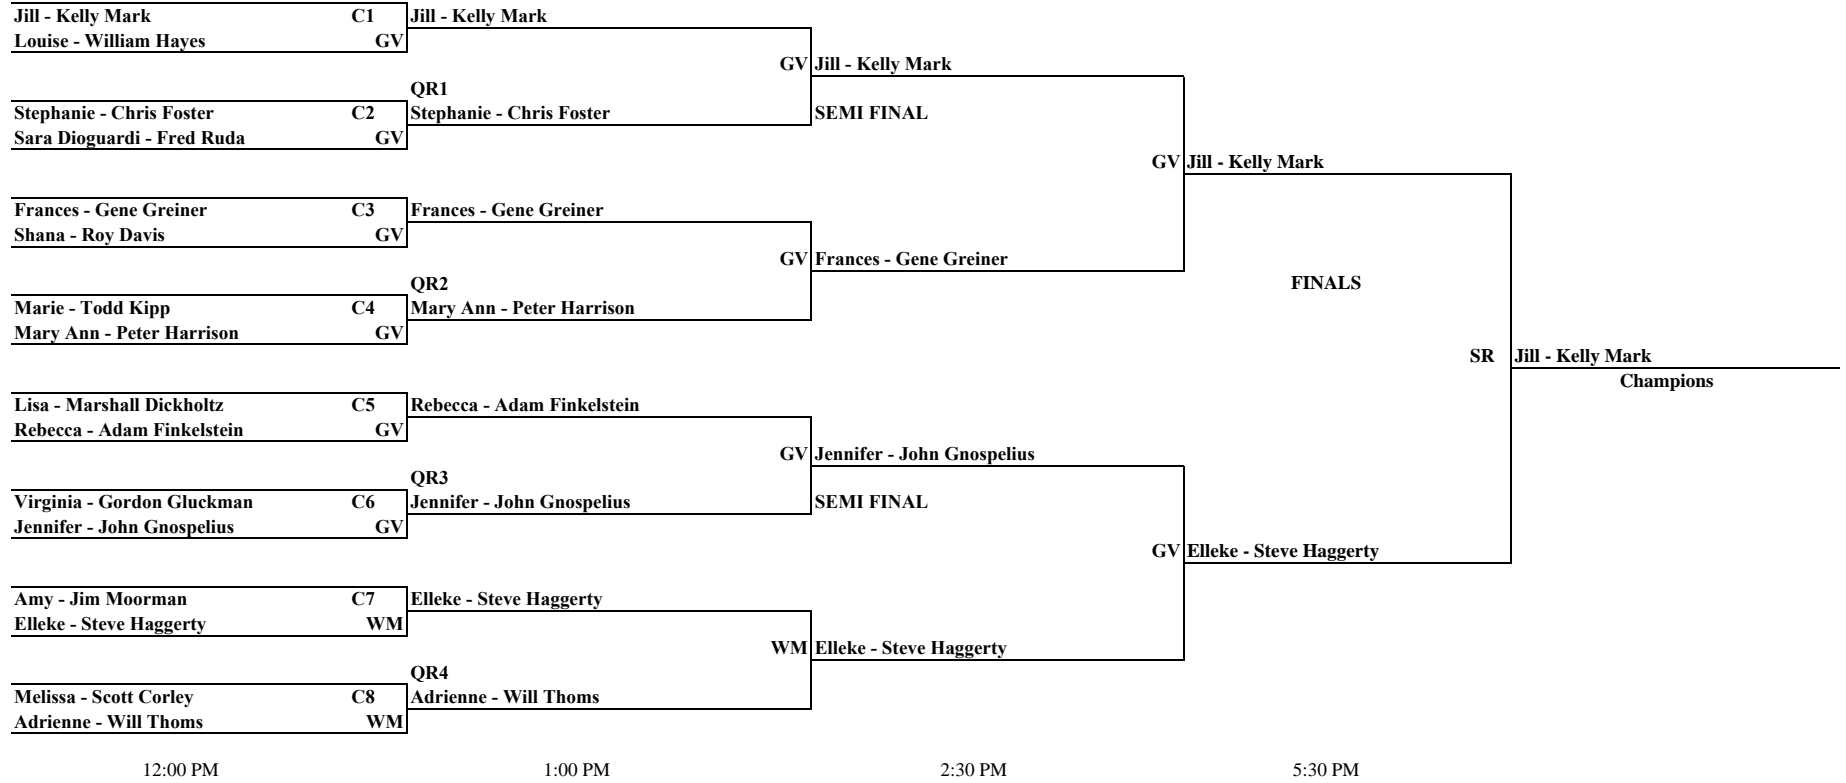 Jill - Kelly Mark C1 Jill - Kelly Mark
Louise - William Hayes GV
GV Jill - Kelly Mark
QR1
Stephanie - Chris Foster C2 Stephanie - Chris Foster SEMI FINAL
Sara Dioguardi - Fred Ruda GV
GV Jill - Kelly Mark
Frances - Gene Greiner C3 Frances - Gene Greiner
Shana - Roy Davis GV
GV Frances - Gene Greiner
QR2 FINALS
Marie - Todd Kipp C4 Mary Ann - Peter Harrison
Mary Ann - Peter Harrison GV
SR Jill - Kelly Mark
Champions
Lisa - Marshall Dickholtz C5 Rebecca - Adam Finkelstein
Rebecca - Adam Finkelstein GV
GV Jennifer - John Gnospelius
QR3
Virginia - Gordon Gluckman C6 Jennifer - John Gnospelius SEMI FINAL
Jennifer - John Gnospelius GV
GV Elleke - Steve Haggerty
Amy - Jim Moorman C7 Elleke - Steve Haggerty
Elleke - Steve Haggerty WM
WM Elleke - Steve Haggerty
QR4
Melissa - Scott Corley C8 Adrienne - Will Thoms
Adrienne - Will Thoms WM
12:00 PM 1:00 PM 2:30 PM 5:30 PM